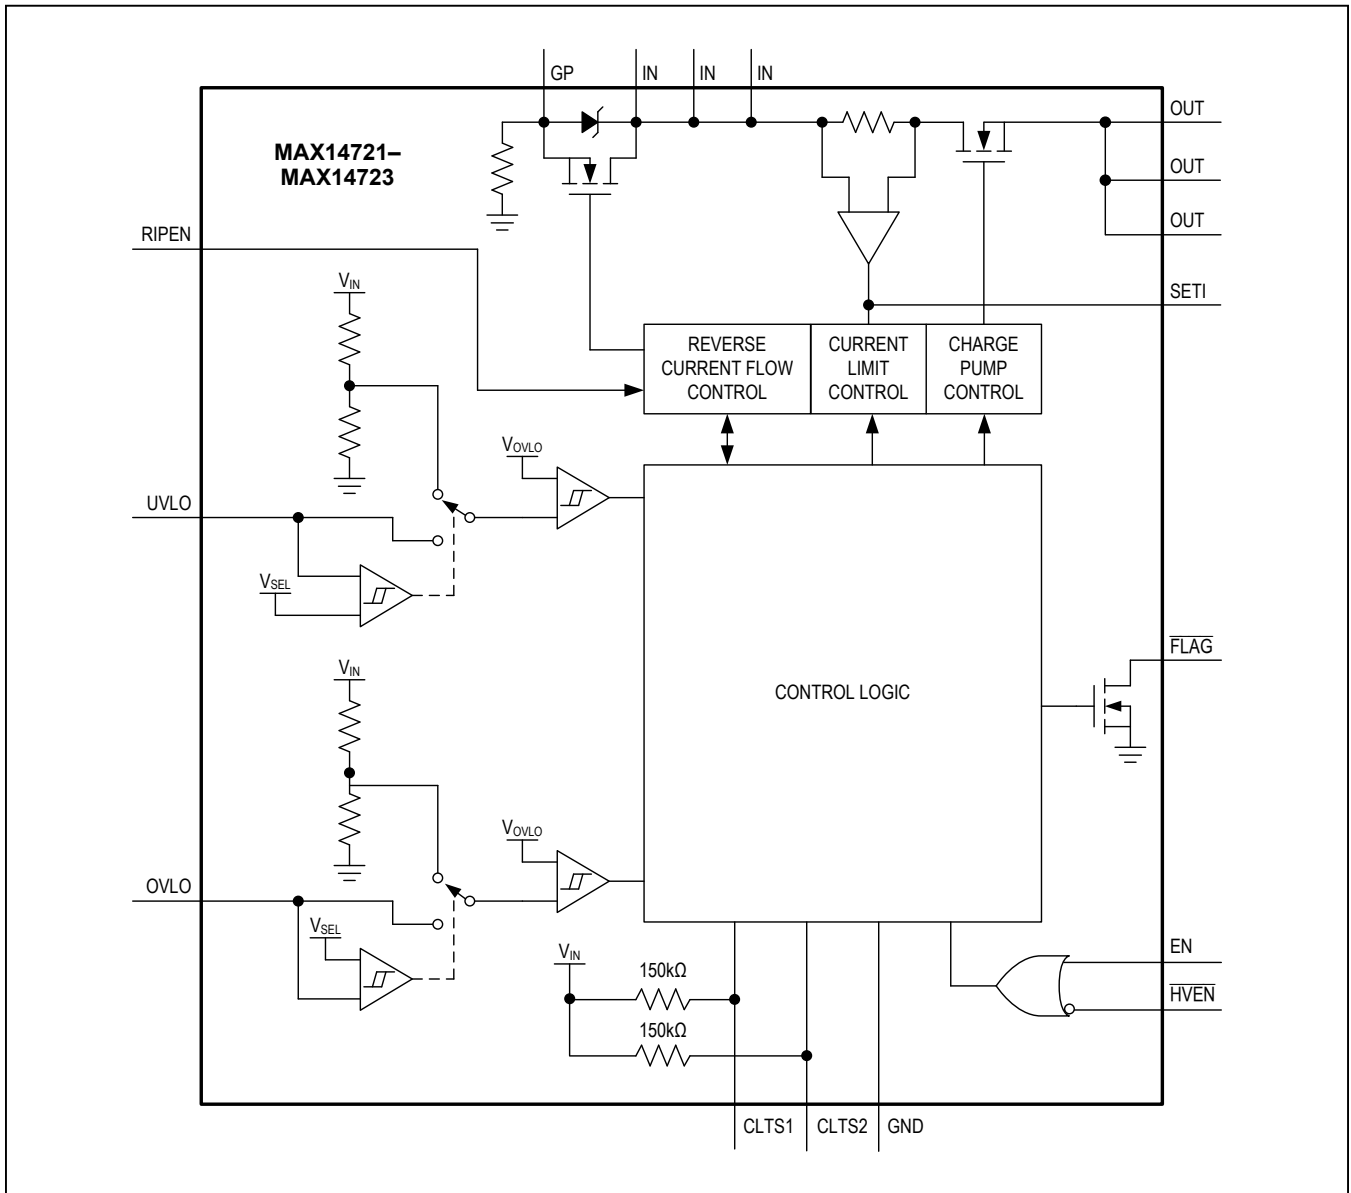 GP
IN
IN
IN
MAX14721–
MAX14723
OUT
OUT
OUT
RIPEN
VIN
SETI
REVERSE
CURRENT FLOW
CONTROL
CURRENT
LIMIT
CONTROL
CHARGE
PUMP
CONTROL
VOVLO
UVLO
VSEL
FLAG
VIN
CONTROL LOGIC
VOVLO
OVLO
VSEL
VIN
150kΩ
150kΩ
EN
HVEN
CLTS1
CLTS2
GND